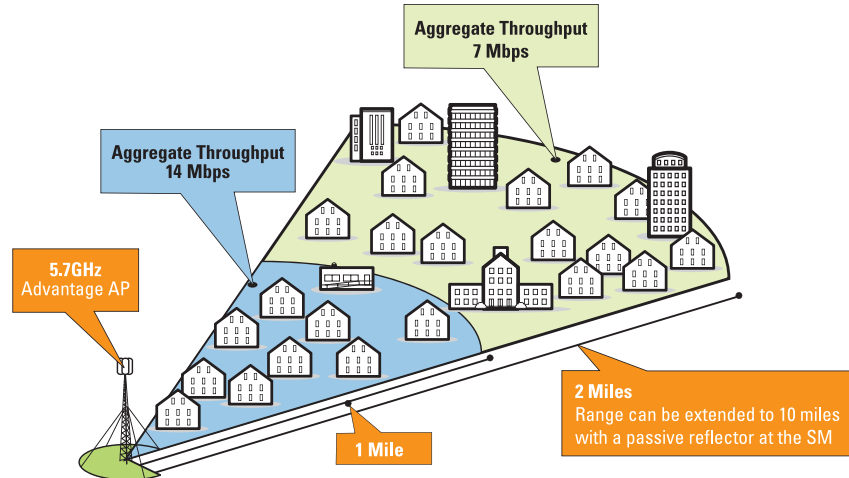 Aggregate Throughput
7 Mbps
Aggregate Throughput
14 Mbps
5.7GHz
Advantage AP
2 Miles
Range can be extended to 10 miles
with a passive reflector at the SM
1 Mile